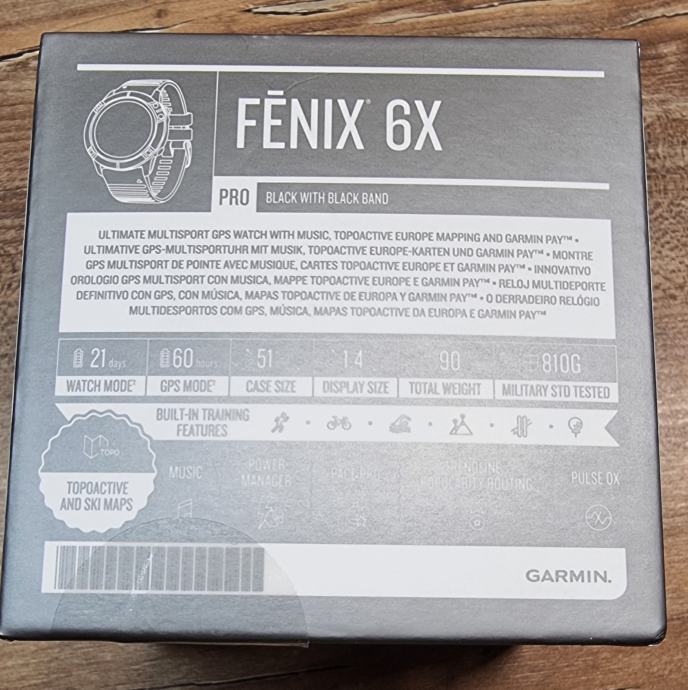 FĒNIX® 6X
PRO BLACK WITH BLACK BAND
ULTIMATE MULTISPORT GPS WATCH WITH MUSIC, TOPOACTIVE EUROPE MAPPING AND GARMIN PAY™ •
ULTIMATIVE GPS-MULTISPORTUHR MIT MUSIK, TOPOACTIVE EUROPE-KARTEN UND GARMIN PAY™ • MONTRE
GPS MULTISPORT DE POINTE AVEC MUSIQUE, CARTES TOPOACTIVE EUROPE ET GARMIN PAY™ • INNOVATIVO
OROLOGIO GPS MULTISPORT CON MUSICA, MAPPE TOPOACTIVE EUROPE E GARMIN PAY™ • RELOJ MULTIDEPORTE
DEFINITIVO CON GPS, CON MÚSICA, MAPAS TOPOACTIVE DE EUROPA Y GARMIN PAY™ • O DERRADEIRO RELÓGIO
MULTIDESPORTOS COM GPS, MÚSICA, MAPAS TOPOACTIVE DA EUROPA E GARMIN PAY™
21 days 60 hours 51 1.4 90 810G
WATCH MODE† GPS MODE† CASE SIZE DISPLAY SIZE TOTAL WEIGHT MILITARY STD TESTED
BUILT-IN TRAINING
FEATURES
TOPO
TOPOACTIVE
AND SKI MAPS
MUSIC
POWER
MANAGER
PACEPRO
TRENDLINE
POPULARITY ROUTING
PULSE OX
GARMIN.